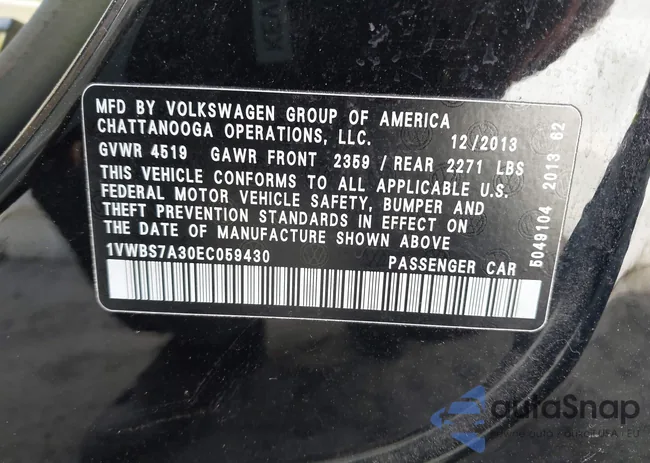 MFD BY VOLKSWAGEN GROUP OF AMERICA
CHATTANOOGA OPERATIONS, LLC. 12/2013
GVWR 4519 GAWR FRONT 2359 / REAR 2271 LBS
THIS VEHICLE CONFORMS TO ALL APPLICABLE U.S.
FEDERAL MOTOR VEHICLE SAFETY, BUMPER AND
THEFT PREVENTION STANDARDS IN EFFECT ON
THE DATE OF MANUFACTURE SHOWN ABOVE
1VWBS7A30EC059430 PASSENGER CAR
5049104 2013 82
autoSnap